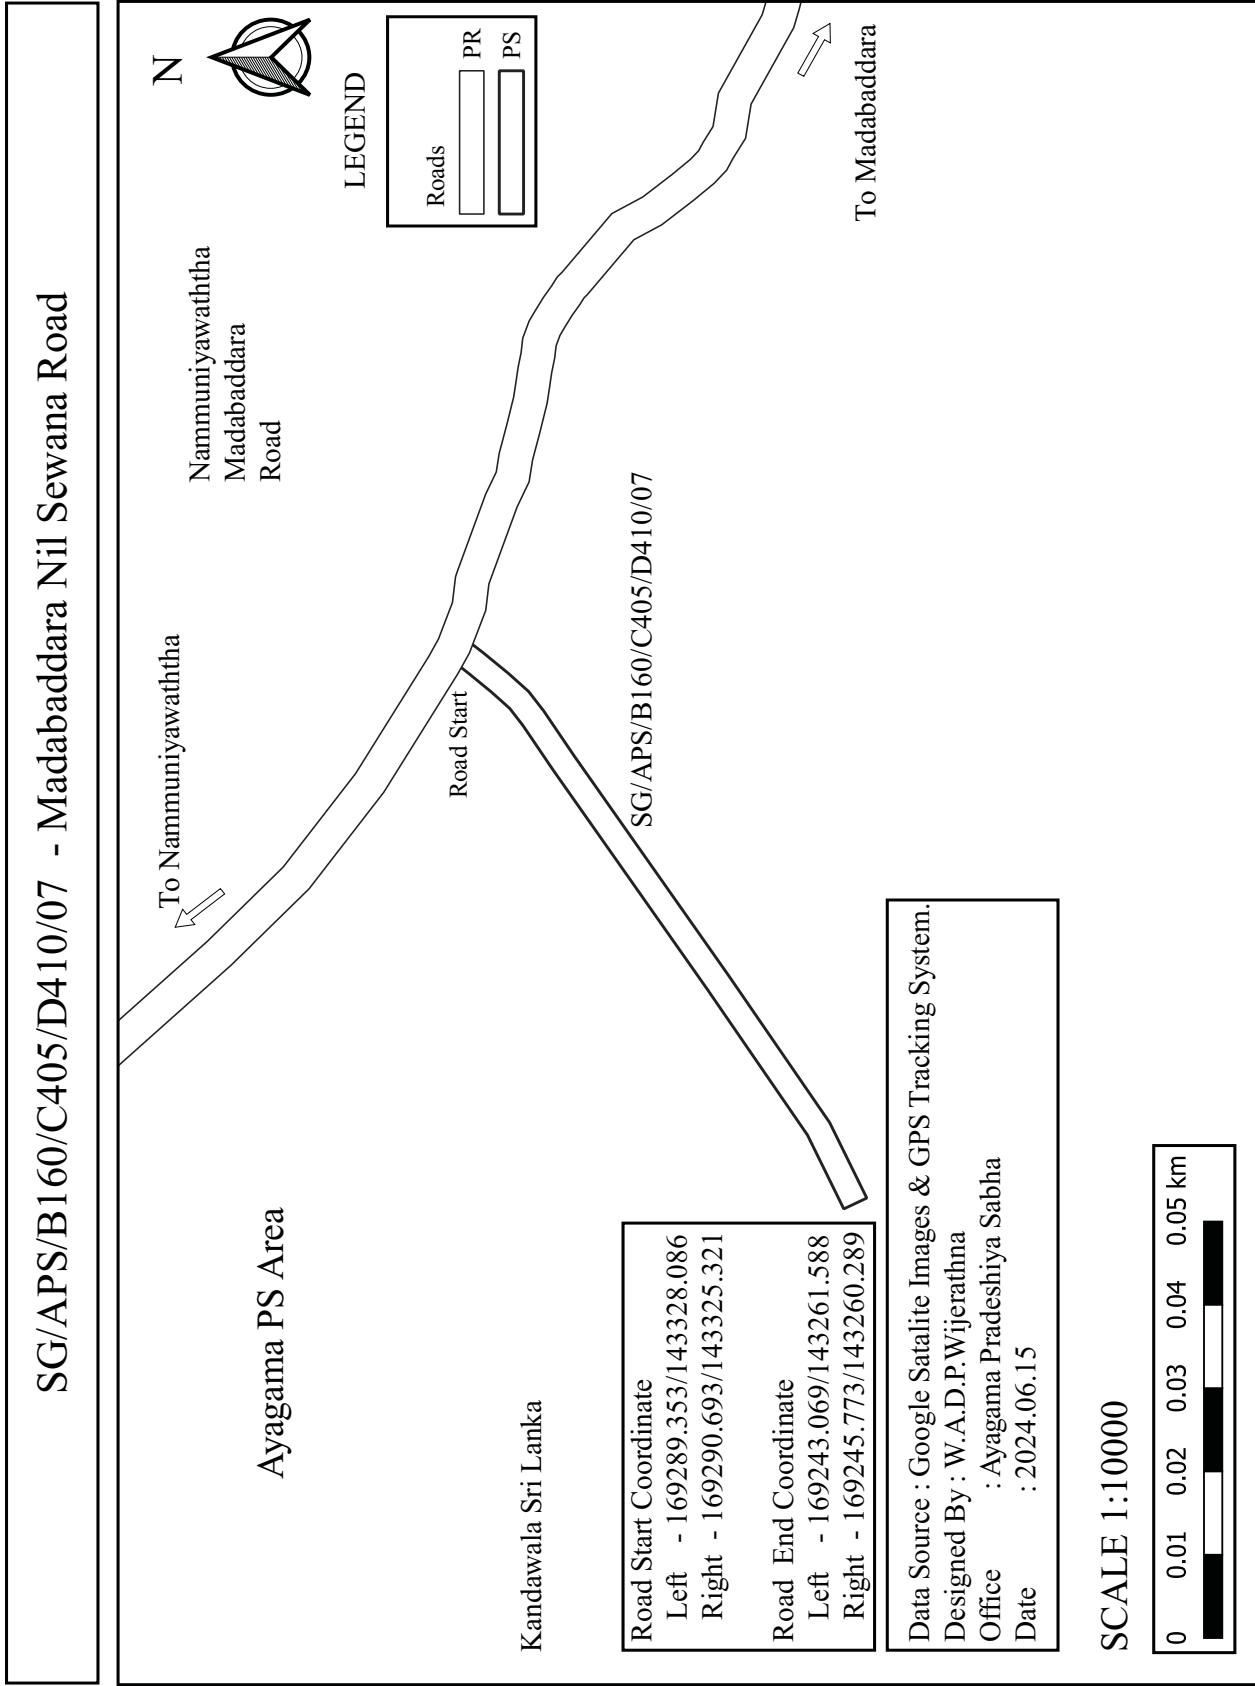 SG/APS/B160/C405/D410/07 - Madabaddara Nil Sewana Road
N
To Nammuniyawaththa
Nammuniyawaththa
Madabaddara
Road
Ayagama PS Area
LEGEND
Roads
PR
PS
Road Start
Kandawala Sri Lanka
SG/APS/B160/C405/D410/07
To Madabaddara
Road Start Coordinate
Left - 169289.353/143328.086
Right - 169290.693/143325.321
Road End Coordinate
Left - 169243.069/143261.588
Right - 169245.773/143260.289
Data Source : Google Satalite Images & GPS Tracking System.
Designed By : W.A.D.P.Wijerathna
Office : Ayagama Pradeshiya Sabha
Date : 2024.06.15
SCALE 1:10000
0 0.01 0.02 0.03 0.04 0.05 km